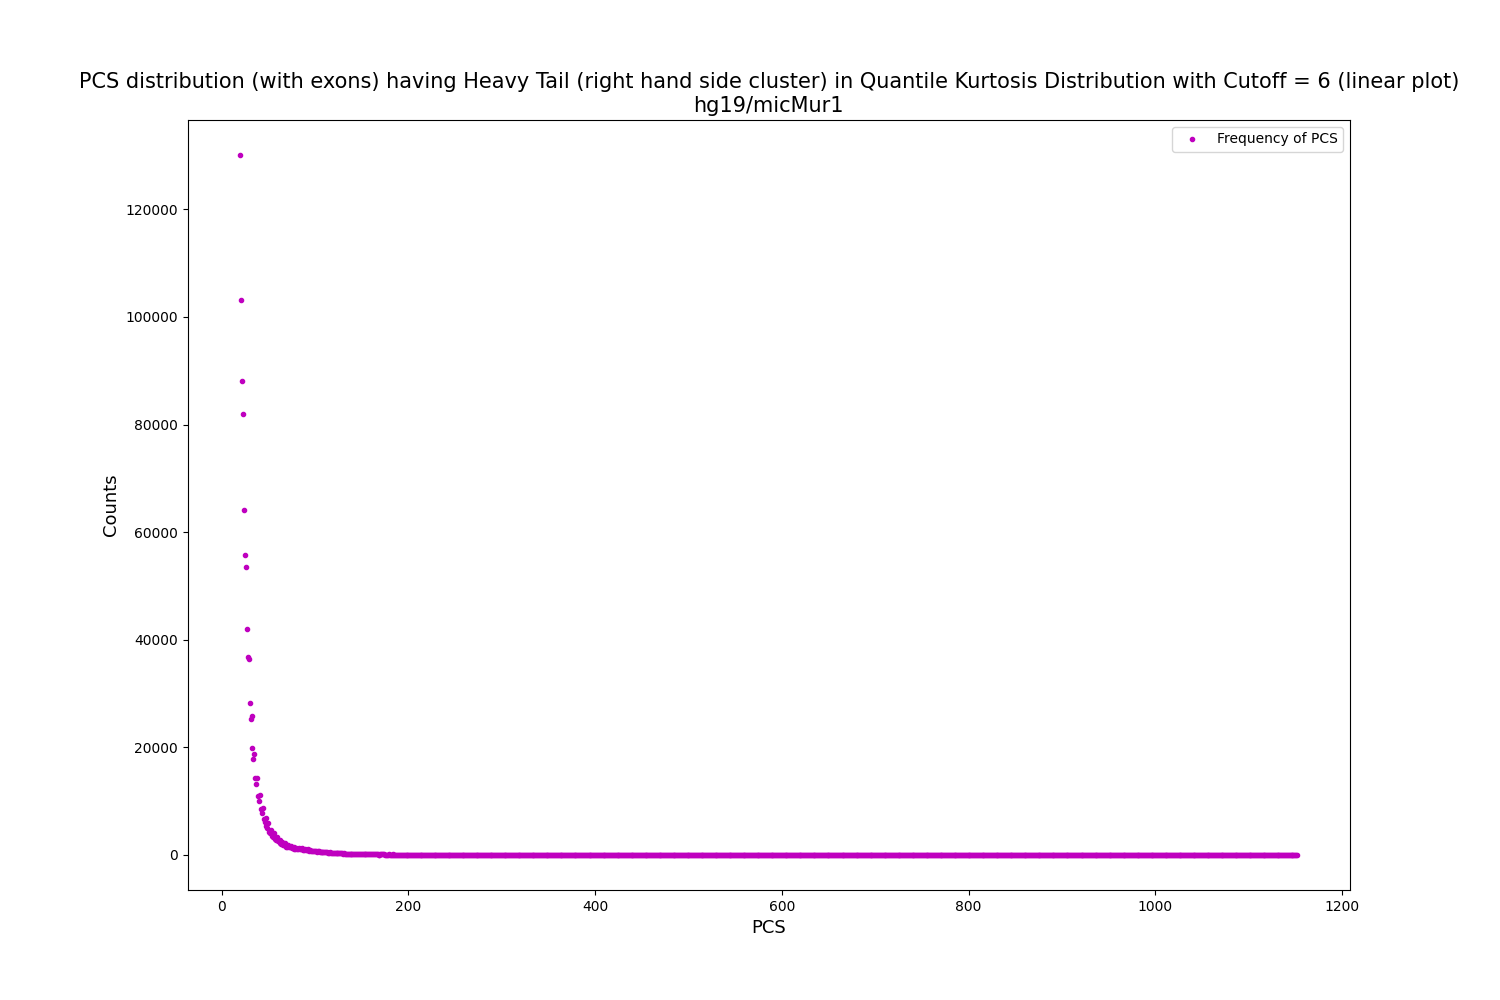 PCS distribution (with exons) having Heavy Tail (right hand side cluster) in Quantile Kurtosis Distribution with Cutoff = 6 (linear plot)
hg19/micMur1
Frequency of PCS
120000
100000
80000
60000
40000
20000
0
Counts
0 200 400 600 800 1000 1200
PCS